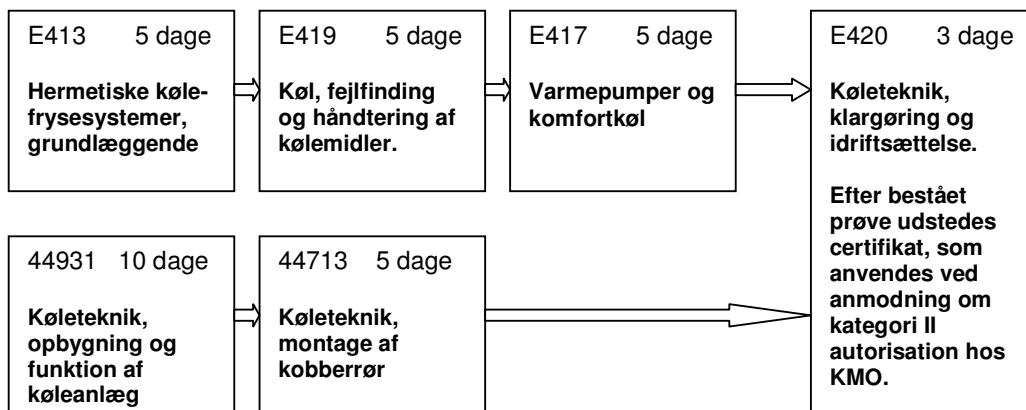 E413 5 dage
Hermetiske køle-
frysesystemer,
grundlæggende
E419 5 dage
Køl, fejlfinding
og håndtering af
kølemidler.
E417 5 dage
Varmepumper og
komfortkøl
E420 3 dage
Køleteknik,
klargøring og
idriftsættelse.
Efter bestået
prøve udstedes
certifikat, som
anvendes ved
anmodning om
kategori II
autorisation hos
KMO.
44931 10 dage
Køleteknik,
opbygning og
funktion af
køleanlæg
44713 5 dage
Køleteknik,
montage af
kobberrør